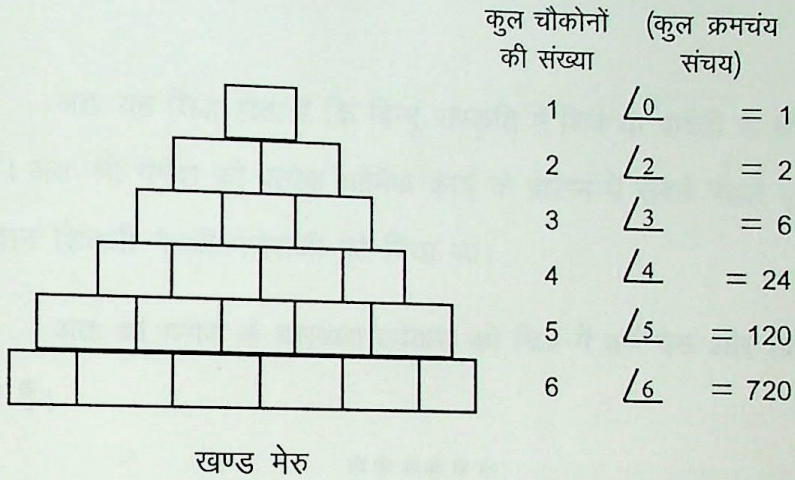 कुल चौकोनों (कुल क्रमचंय
की संख्या संचय)
1 ∠0 = 1
2 ∠2 = 2
3 ∠3 = 6
4 ∠4 = 24
5 ∠5 = 120
6 ∠6 = 720
खण्ड मेरु